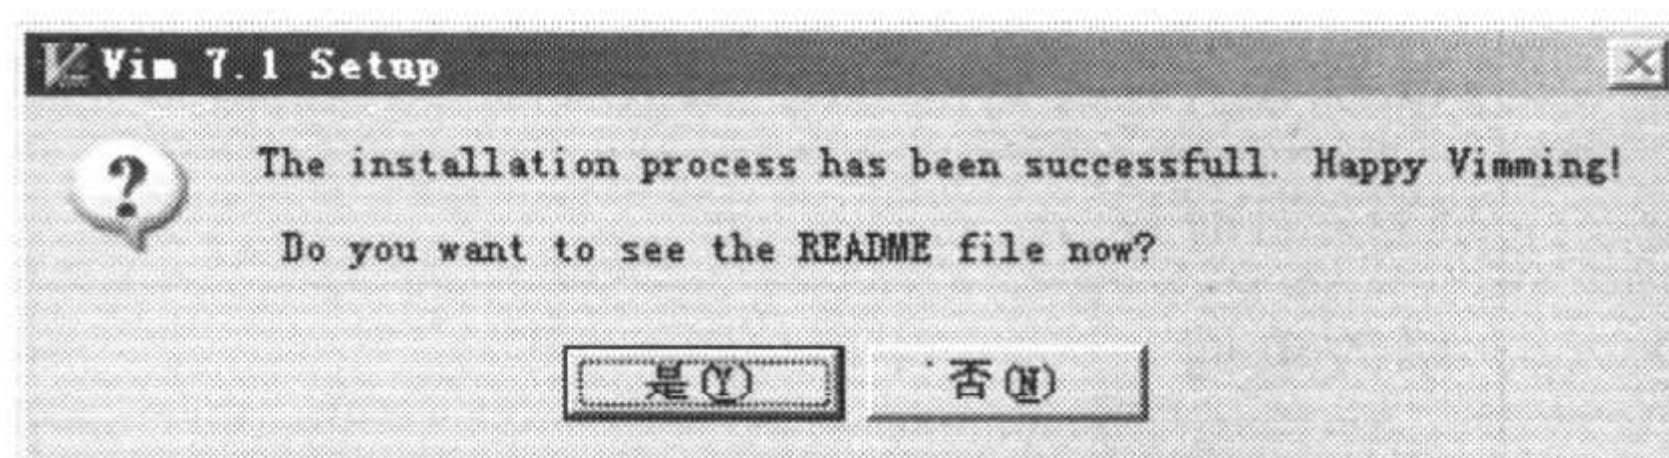 Vim 7.1 Setup
The installation process has been successfull. Happy Vimming!
Do you want to see the README file now?
是(Y) 否(N)